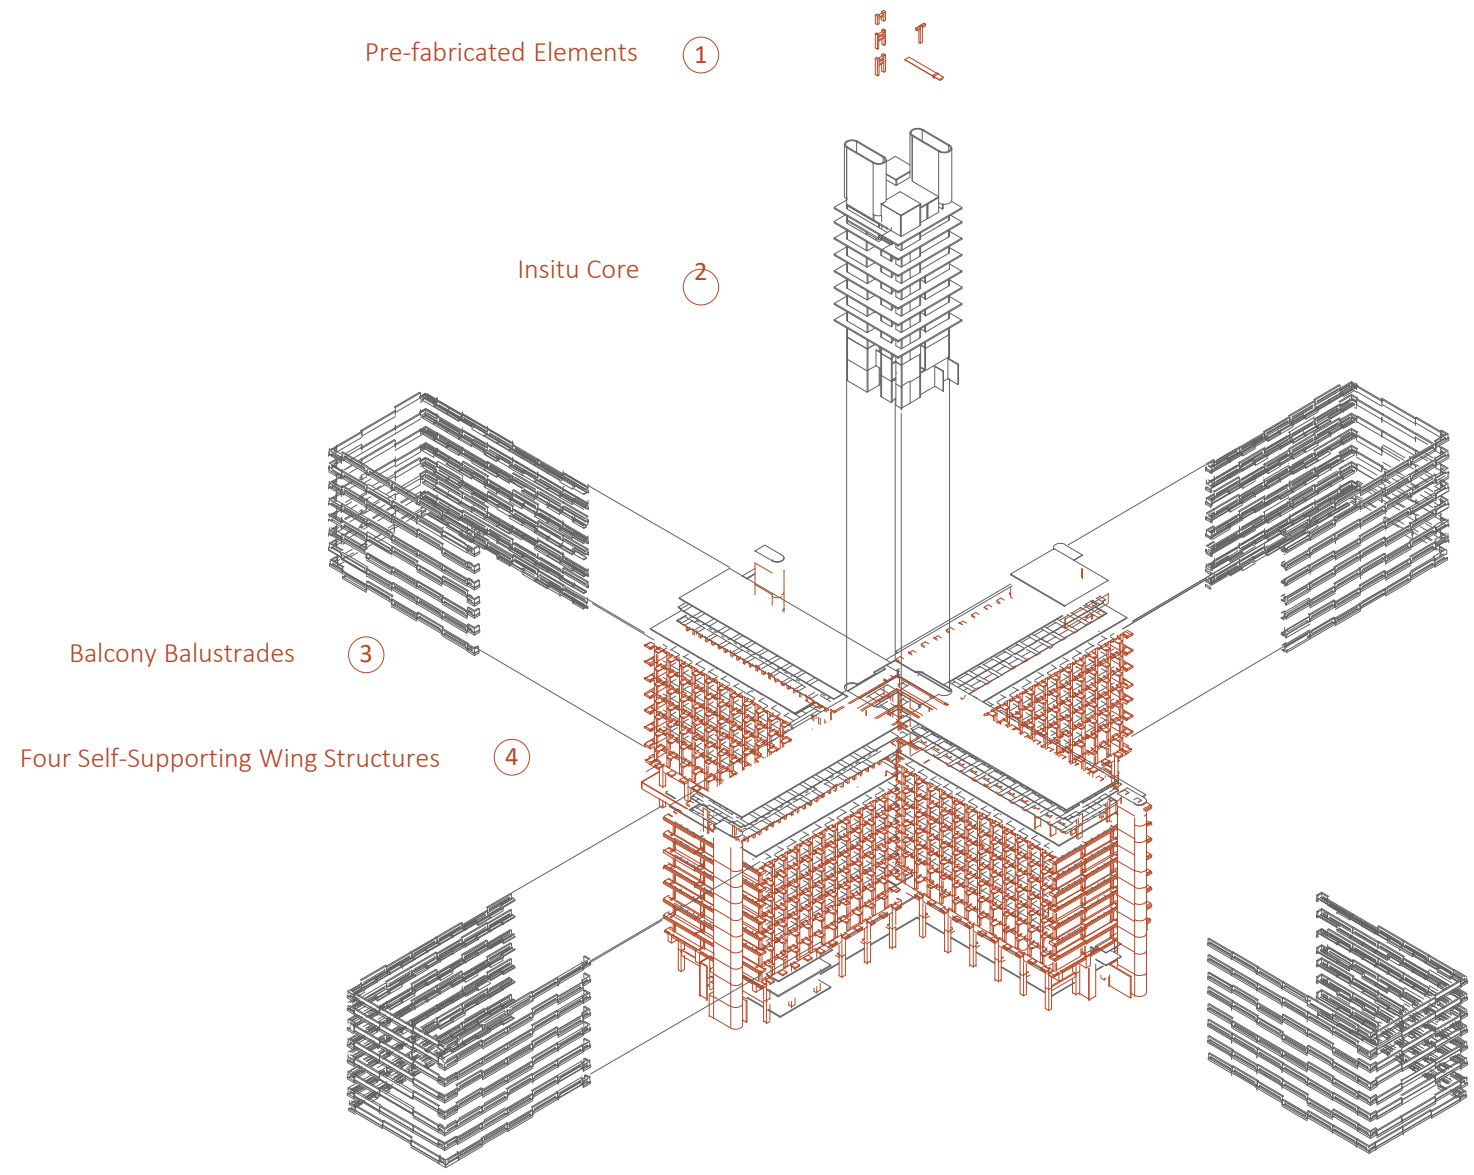 Pre-fabricated Elements 1
Insitu Core 2
Balcony Balustrades 3
Four Self-Supporting Wing Structures 4